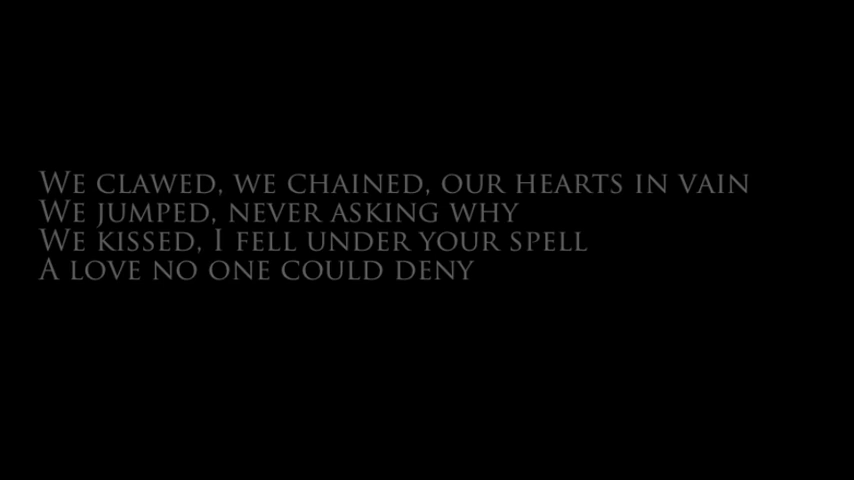 We clawed, we chained, our hearts in vain
We jumped, never asking why
We kissed, I fell under your spell
A love no one could deny